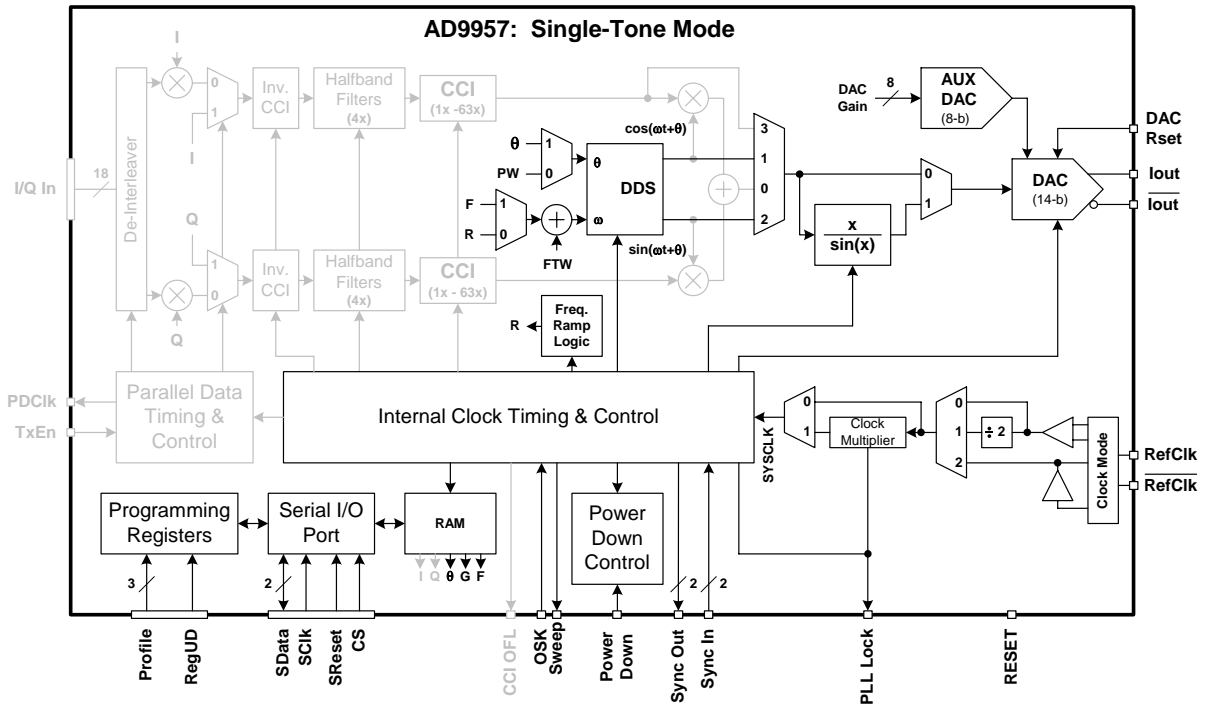 AD9957: Single-Tone Mode
I
0
1
I
Inv.
CCI
Halfband
Filters
(4x)
CCI
(1x -63x)
De-Interleaver
18
I/Q In
Q
1
0
Q
Inv.
CCI
Halfband
Filters
(4x)
CCI
(1x - 63x)
θ
PW
1
0
F
R
1
0
FTW
θ
DDS
ω
cos(ωt+θ)
sin(ωt+θ)
3
1
0
2
x
sin(x)
0
1
DAC
Gain
8
AUX
DAC
(8-b)
DAC
(14-b)
DAC
Rset
Iout
Iout
R
Freq.
Ramp
Logic
PDClk
TxEn
Parallel Data
Timing &
Control
Internal Clock Timing & Control
SYSCLK
0
1
Clock
Multiplier
0
1
2
÷ 2
Clock Mode
RefClk
RefClk
Programming
Registers
Serial I/O
Port
RAM
I
Q
θ
G
F
Power
Down
Control
3
2
2
2
Profile
RegUD
SData
SClk
SReset
CS
CCI OFL
OSK
Sweep
Power
Down
Sync Out
Sync In
PLL Lock
RESET